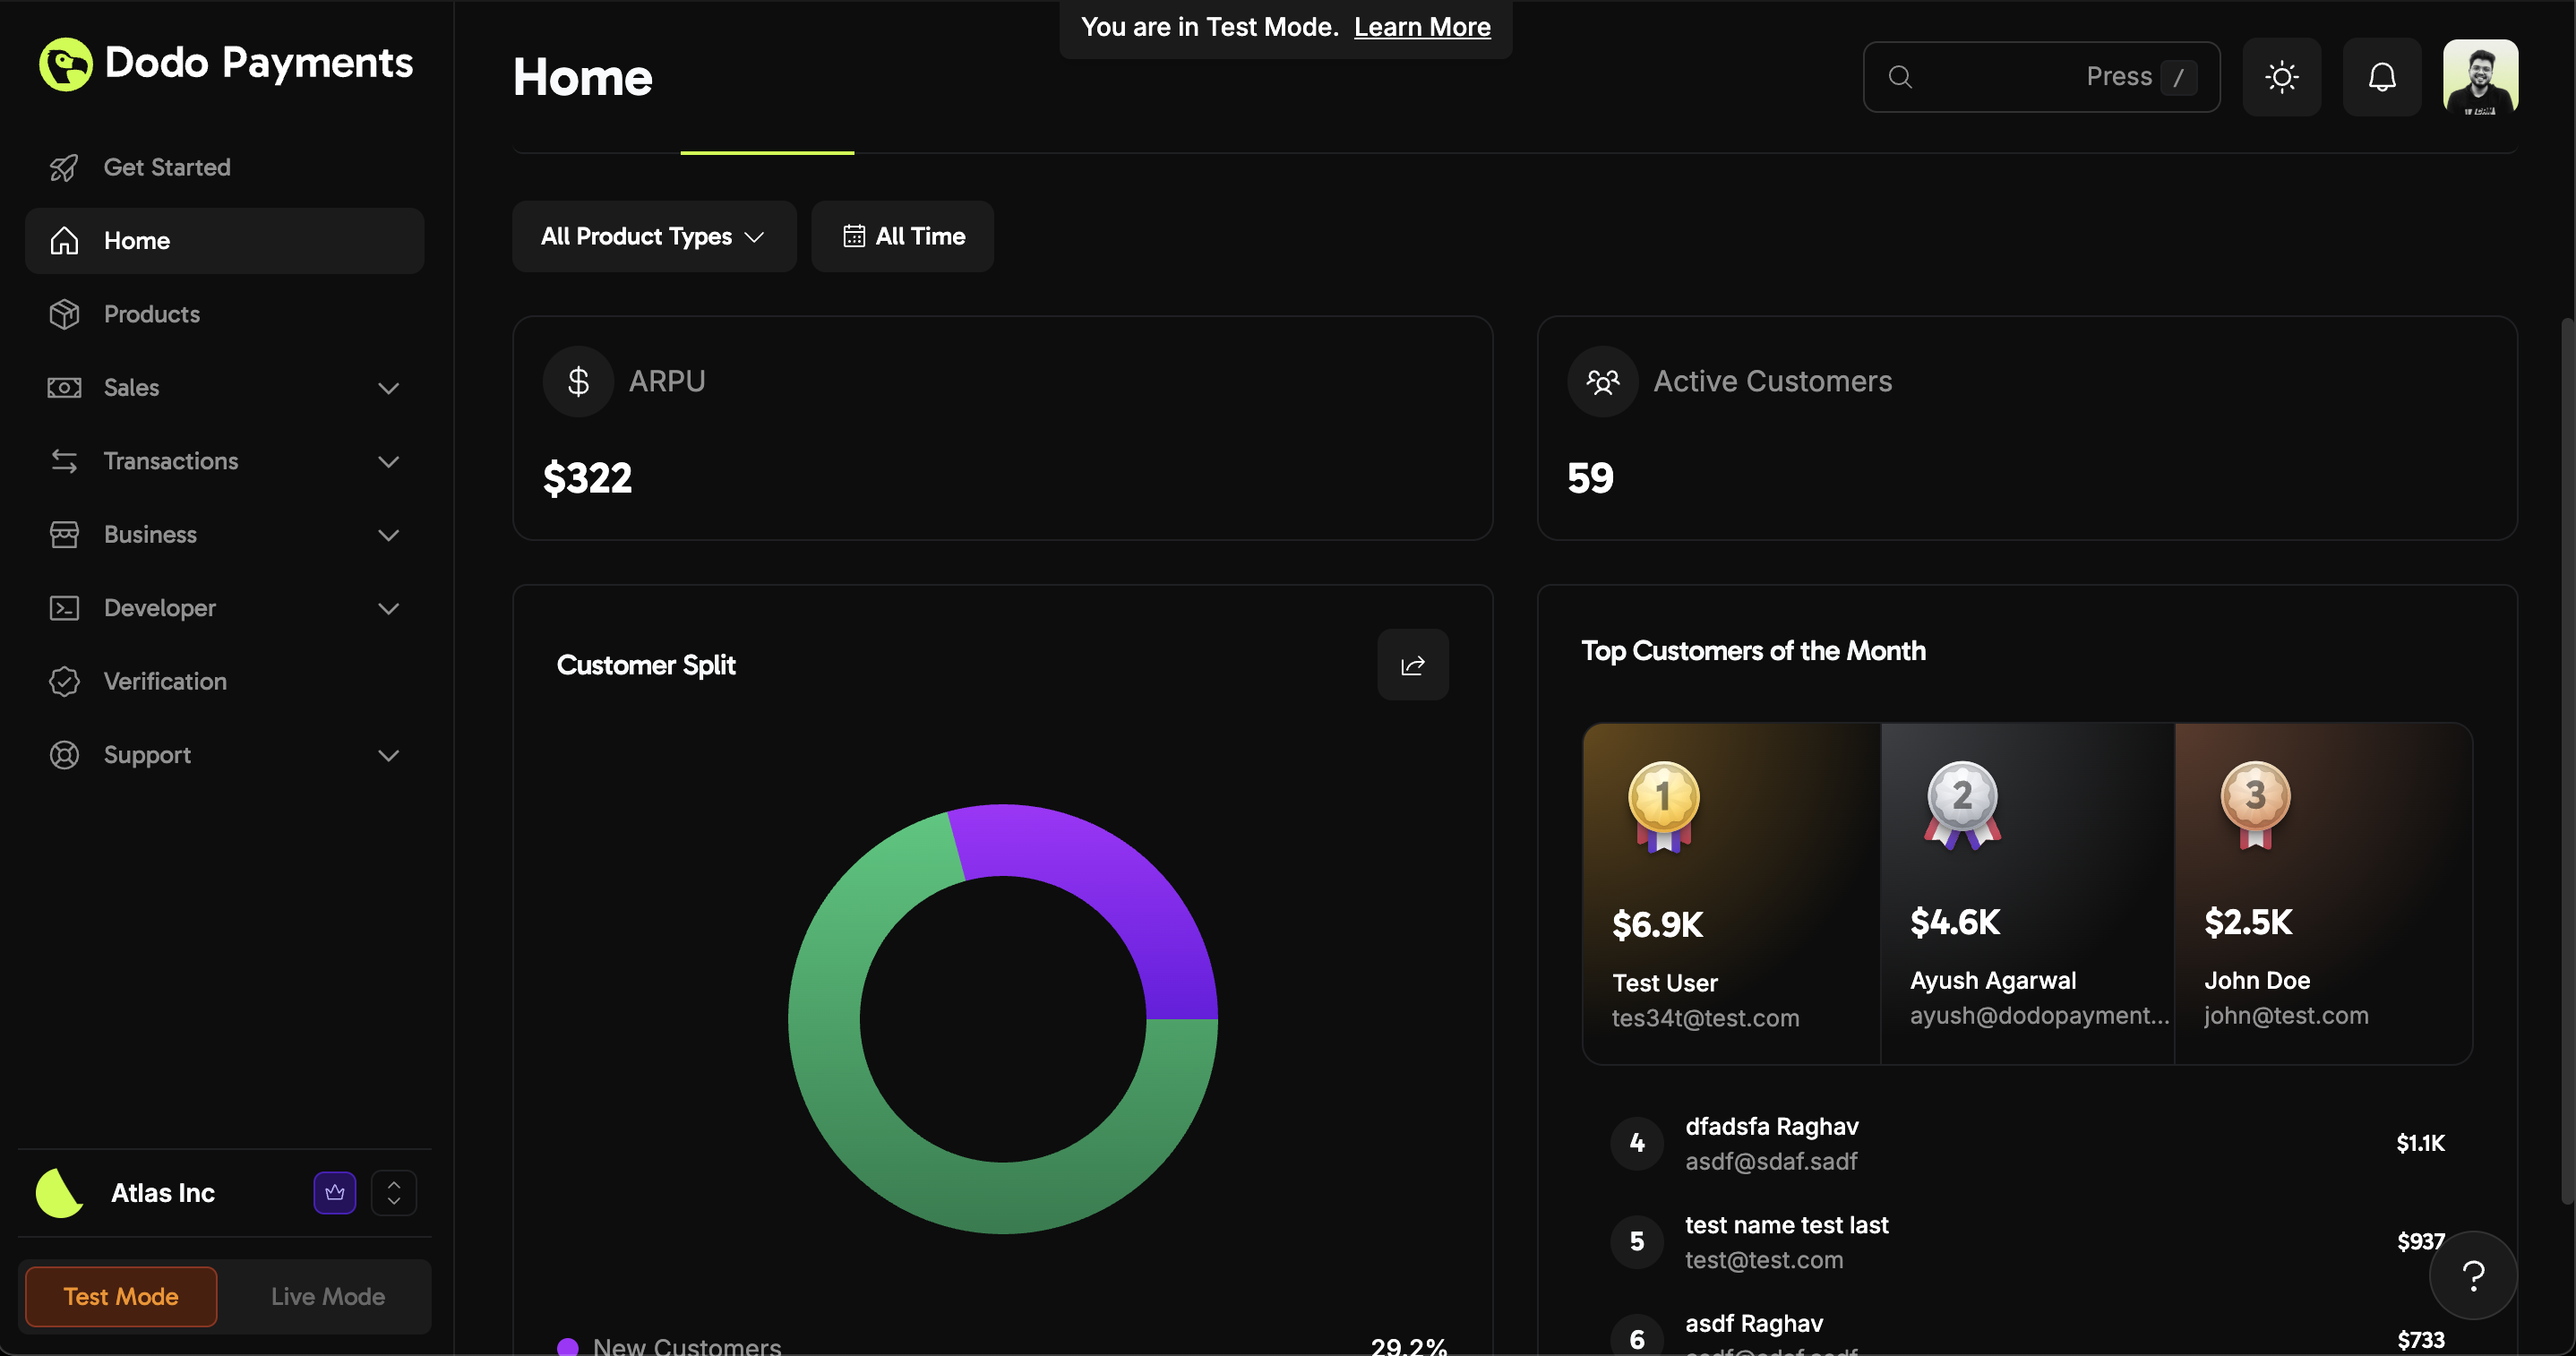 You are in Test Mode. Learn More
Dodo Payments
Home
Press /
Get Started
Home
Products
Sales
Transactions
Business
Developer
Verification
Support
Atlas Inc
Test Mode
Live Mode
All Product Types
All Time
ARPU
$322
Active Customers
59
Customer Split
New Customers 29.2%
Top Customers of the Month
1
$6.9K
Test User
tes34t@test.com
2
$4.6K
Ayush Agarwal
ayush@dodopayment...
3
$2.5K
John Doe
john@test.com
4
dfadsfa Raghav
asdf@sdaf.sadf
$1.1K
5
test name test last
test@test.com
$937
6
asdf Raghav
asdf@sdaf.sadf
$733
?